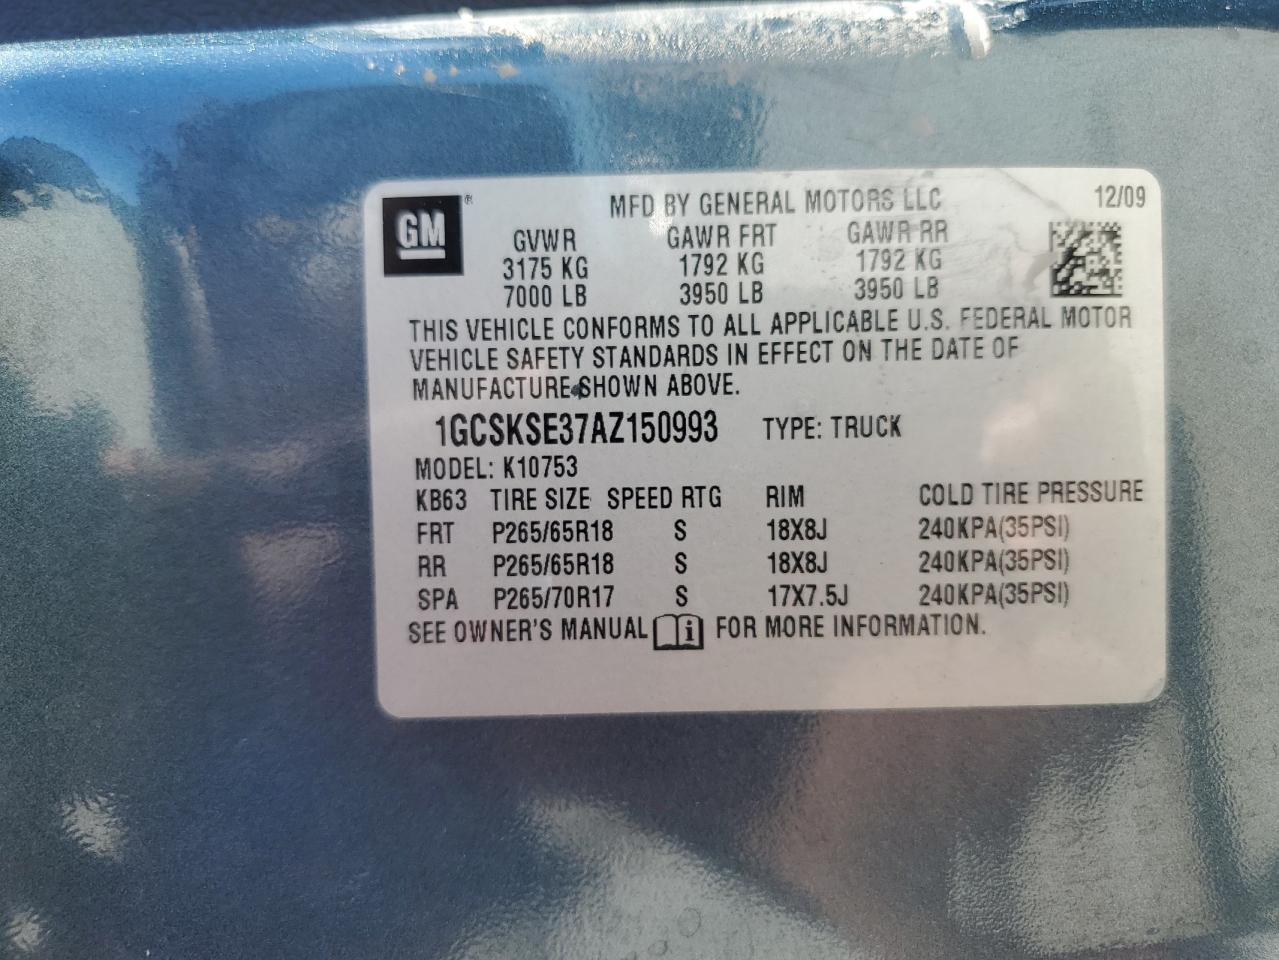 GM ® MFD BY GENERAL MOTORS LLC 12/09
GVWR GAWR FRT GAWR RR
3175 KG 1792 KG 1792 KG
7000 LB 3950 LB 3950 LB
THIS VEHICLE CONFORMS TO ALL APPLICABLE U.S. FEDERAL MOTOR
VEHICLE SAFETY STANDARDS IN EFFECT ON THE DATE OF
MANUFACTURE SHOWN ABOVE.
1GCSKSE37AZ150993 TYPE: TRUCK
MODEL: K10753
KB63 TIRE SIZE SPEED RTG RIM COLD TIRE PRESSURE
FRT P265/65R18 S 18X8J 240KPA(35PSI)
RR P265/65R18 S 18X8J 240KPA(35PSI)
SPA P265/70R17 S 17X7.5J 240KPA(35PSI)
SEE OWNER'S MANUAL i FOR MORE INFORMATION.